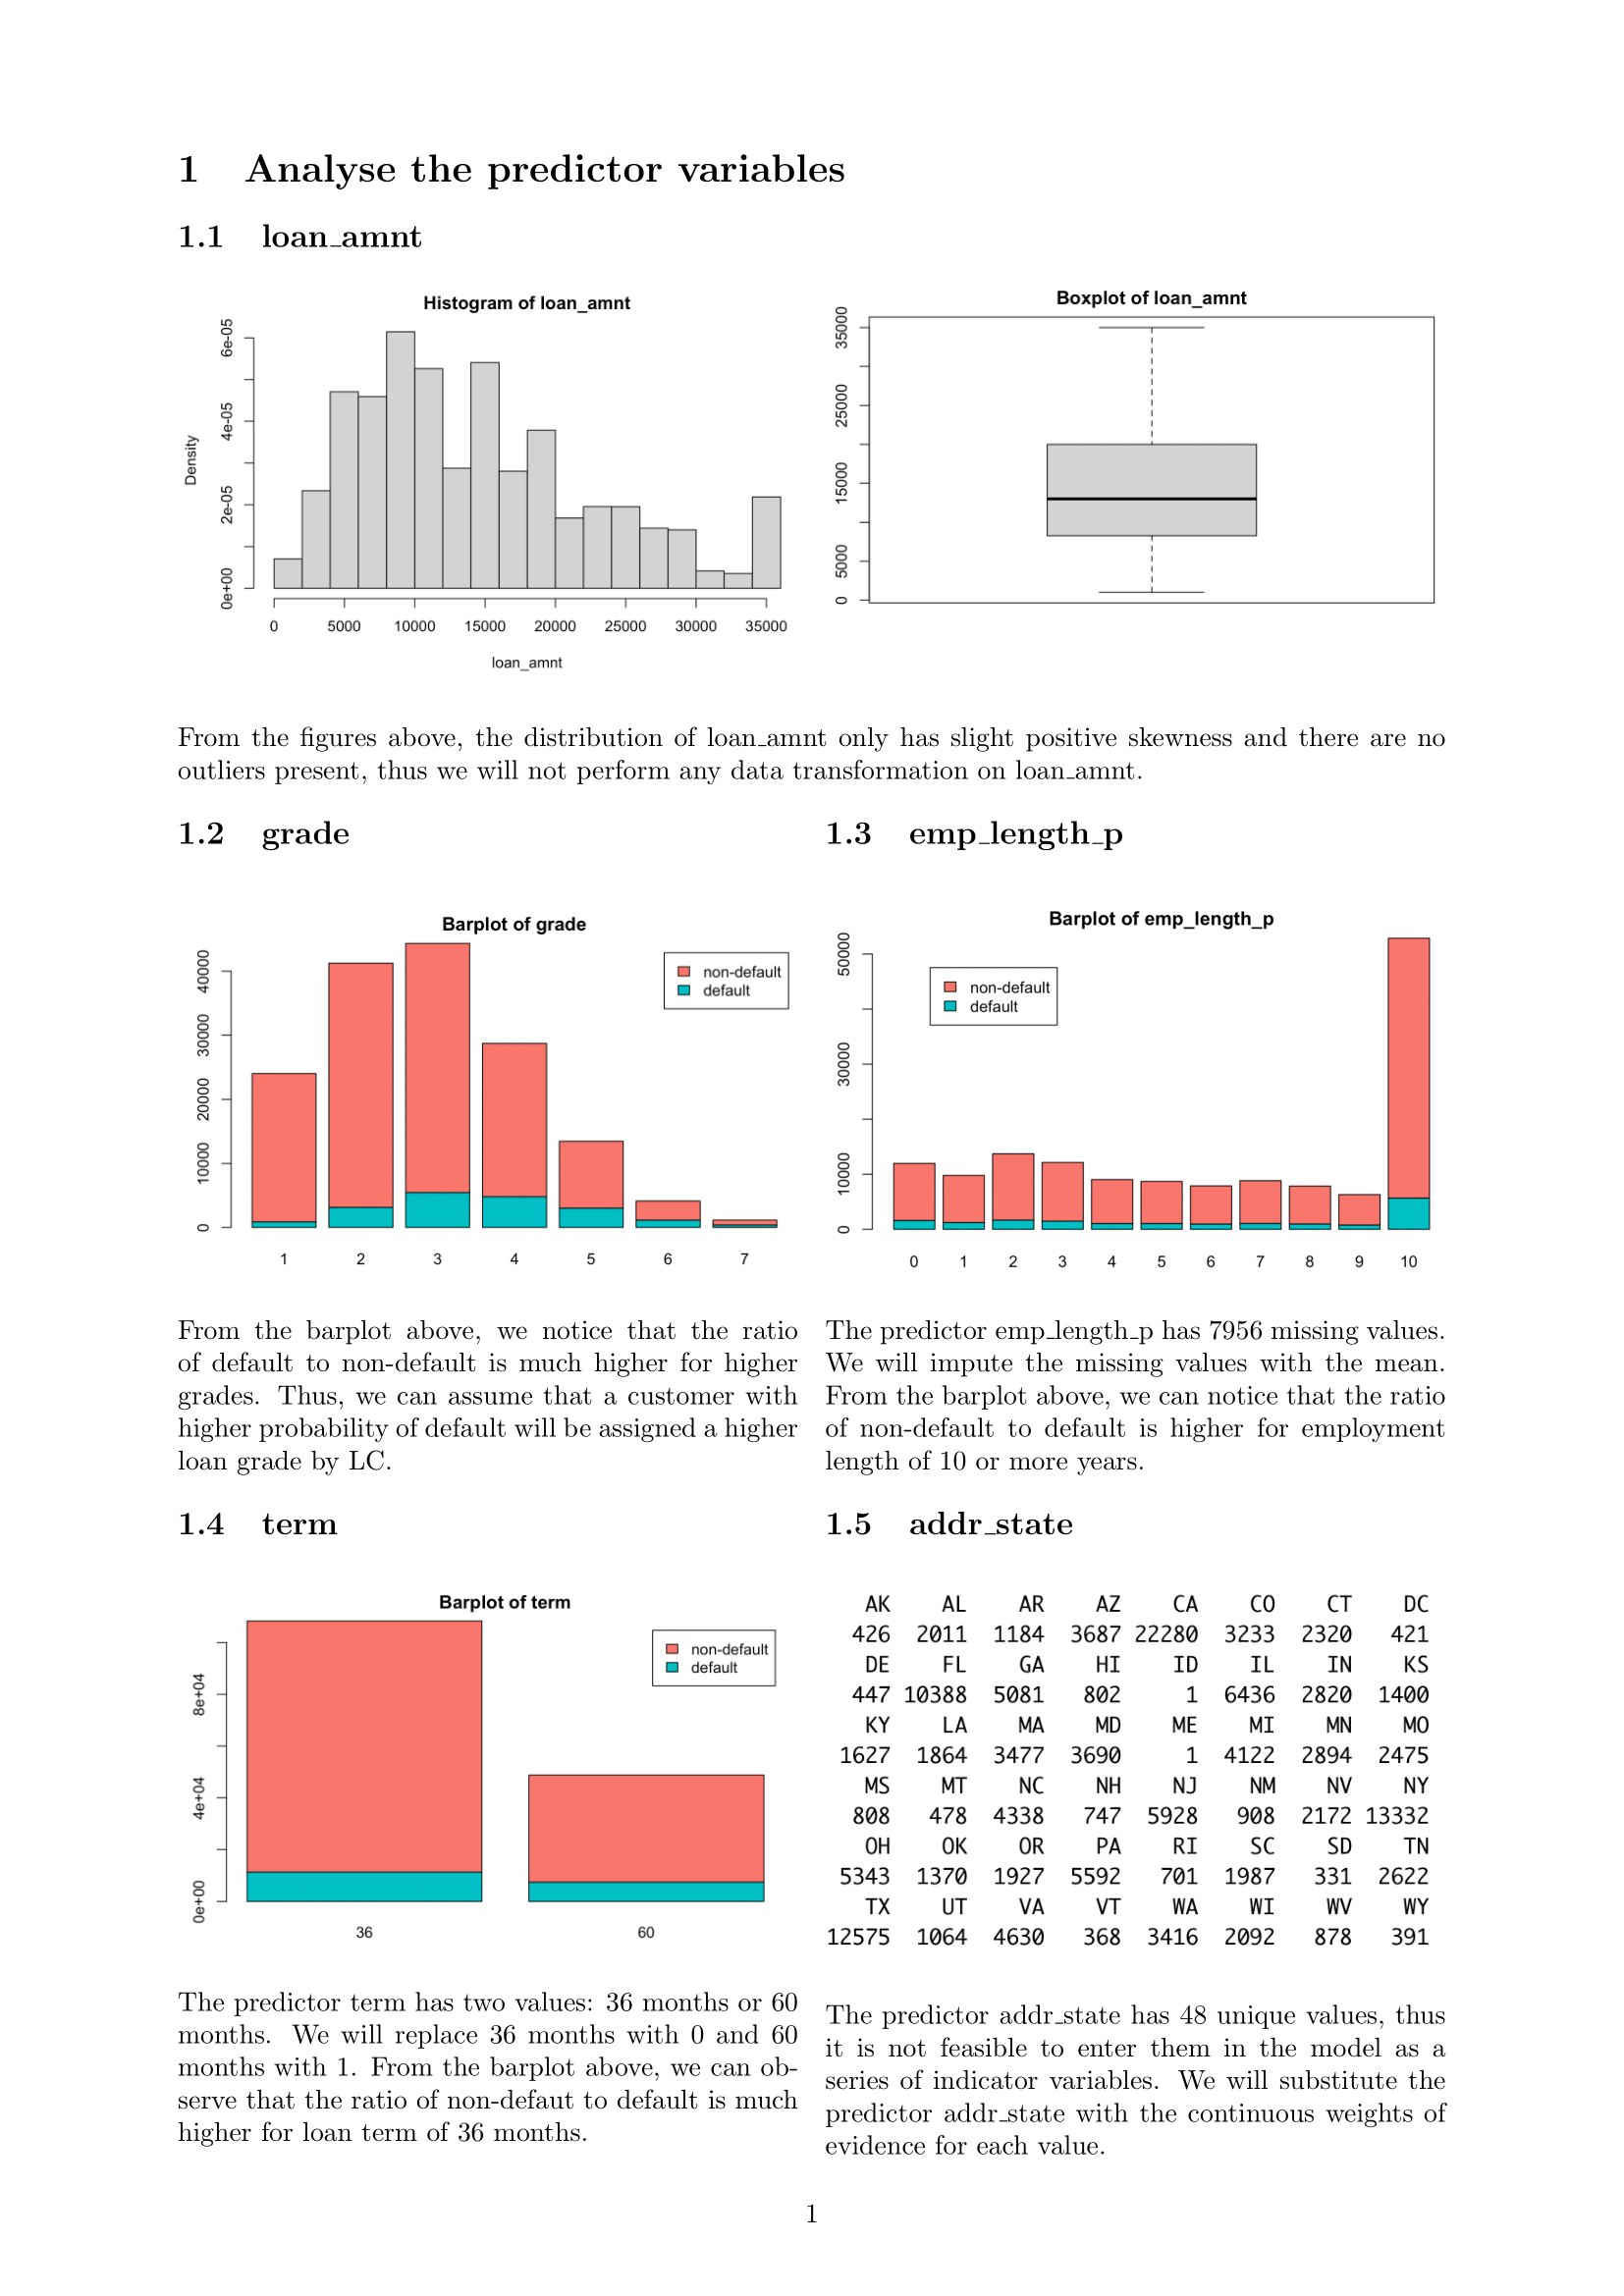 1 Analyse the predictor variables
1.1 loan_amnt
Histogram of loan_amnt
Density
0e+00 2e-05 4e-05 6e-05
0 5000 10000 15000 20000 25000 30000 35000
loan_amnt
Boxplot of loan_amnt
0 5000 15000 25000 35000
From the figures above, the distribution of loan_amnt only has slight positive skewness and there are no
outliers present, thus we will not perform any data transformation on loan_amnt.
1.2 grade
Barplot of grade
non-default
default
0 10000 20000 30000 40000
1 2 3 4 5 6 7
From the barplot above, we notice that the ratio
of default to non-default is much higher for higher
grades. Thus, we can assume that a customer with
higher probability of default will be assigned a higher
loan grade by LC.
1.3 emp_length_p
Barplot of emp_length_p
non-default
default
0 10000 30000 50000
0 1 2 3 4 5 6 7 8 9 10
The predictor emp_length_p has 7956 missing values.
We will impute the missing values with the mean.
From the barplot above, we can notice that the ratio
of non-default to default is higher for employment
length of 10 or more years.
1.4 term
Barplot of term
non-default
default
0e+00 4e+04 8e+04
36 60
The predictor term has two values: 36 months or 60
months. We will replace 36 months with 0 and 60
months with 1. From the barplot above, we can ob-
serve that the ratio of non-defaut to default is much
higher for loan term of 36 months.
1.5 addr_state
AK AL AR AZ CA CO CT DC
426 2011 1184 3687 22280 3233 2320 421
DE FL GA HI ID IL IN KS
447 10388 5081 802 1 6436 2820 1400
KY LA MA MD ME MI MN MO
1627 1864 3477 3690 1 4122 2894 2475
MS MT NC NH NJ NM NV NY
808 478 4338 747 5928 908 2172 13332
OH OK OR PA RI SC SD TN
5343 1370 1927 5592 701 1987 331 2622
TX UT VA VT WA WI WV WY
12575 1064 4630 368 3416 2092 878 391
The predictor addr_state has 48 unique values, thus
it is not feasible to enter them in the model as a
series of indicator variables. We will substitute the
predictor addr_state with the continuous weights of
evidence for each value.
1